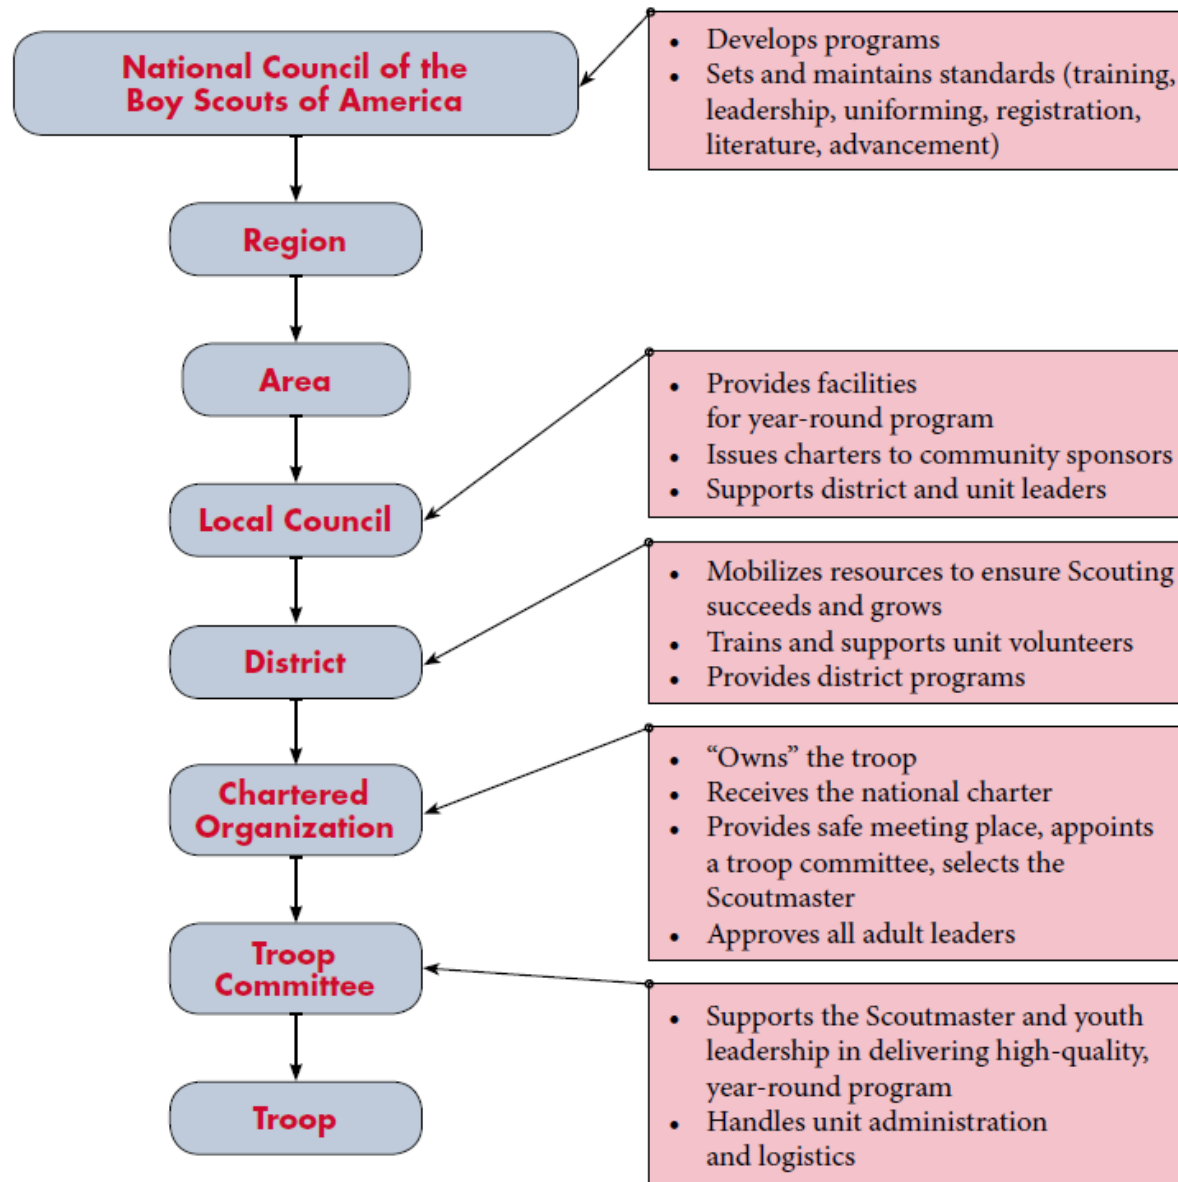 National Council of the
Boy Scouts of America
• Develops programs
• Sets and maintains standards (training,
leadership, uniforming, registration,
literature, advancement)
Region
Area
• Provides facilities
for year-round program
• Issues charters to community sponsors
• Supports district and unit leaders
Local Council
• Mobilizes resources to ensure Scouting
succeeds and grows
• Trains and supports unit volunteers
• Provides district programs
District
• “Owns” the troop
• Receives the national charter
• Provides safe meeting place, appoints
a troop committee, selects the
Scoutmaster
• Approves all adult leaders
Chartered
Organization
Troop
Committee
• Supports the Scoutmaster and youth
leadership in delivering high-quality,
year-round program
• Handles unit administration
and logistics
Troop